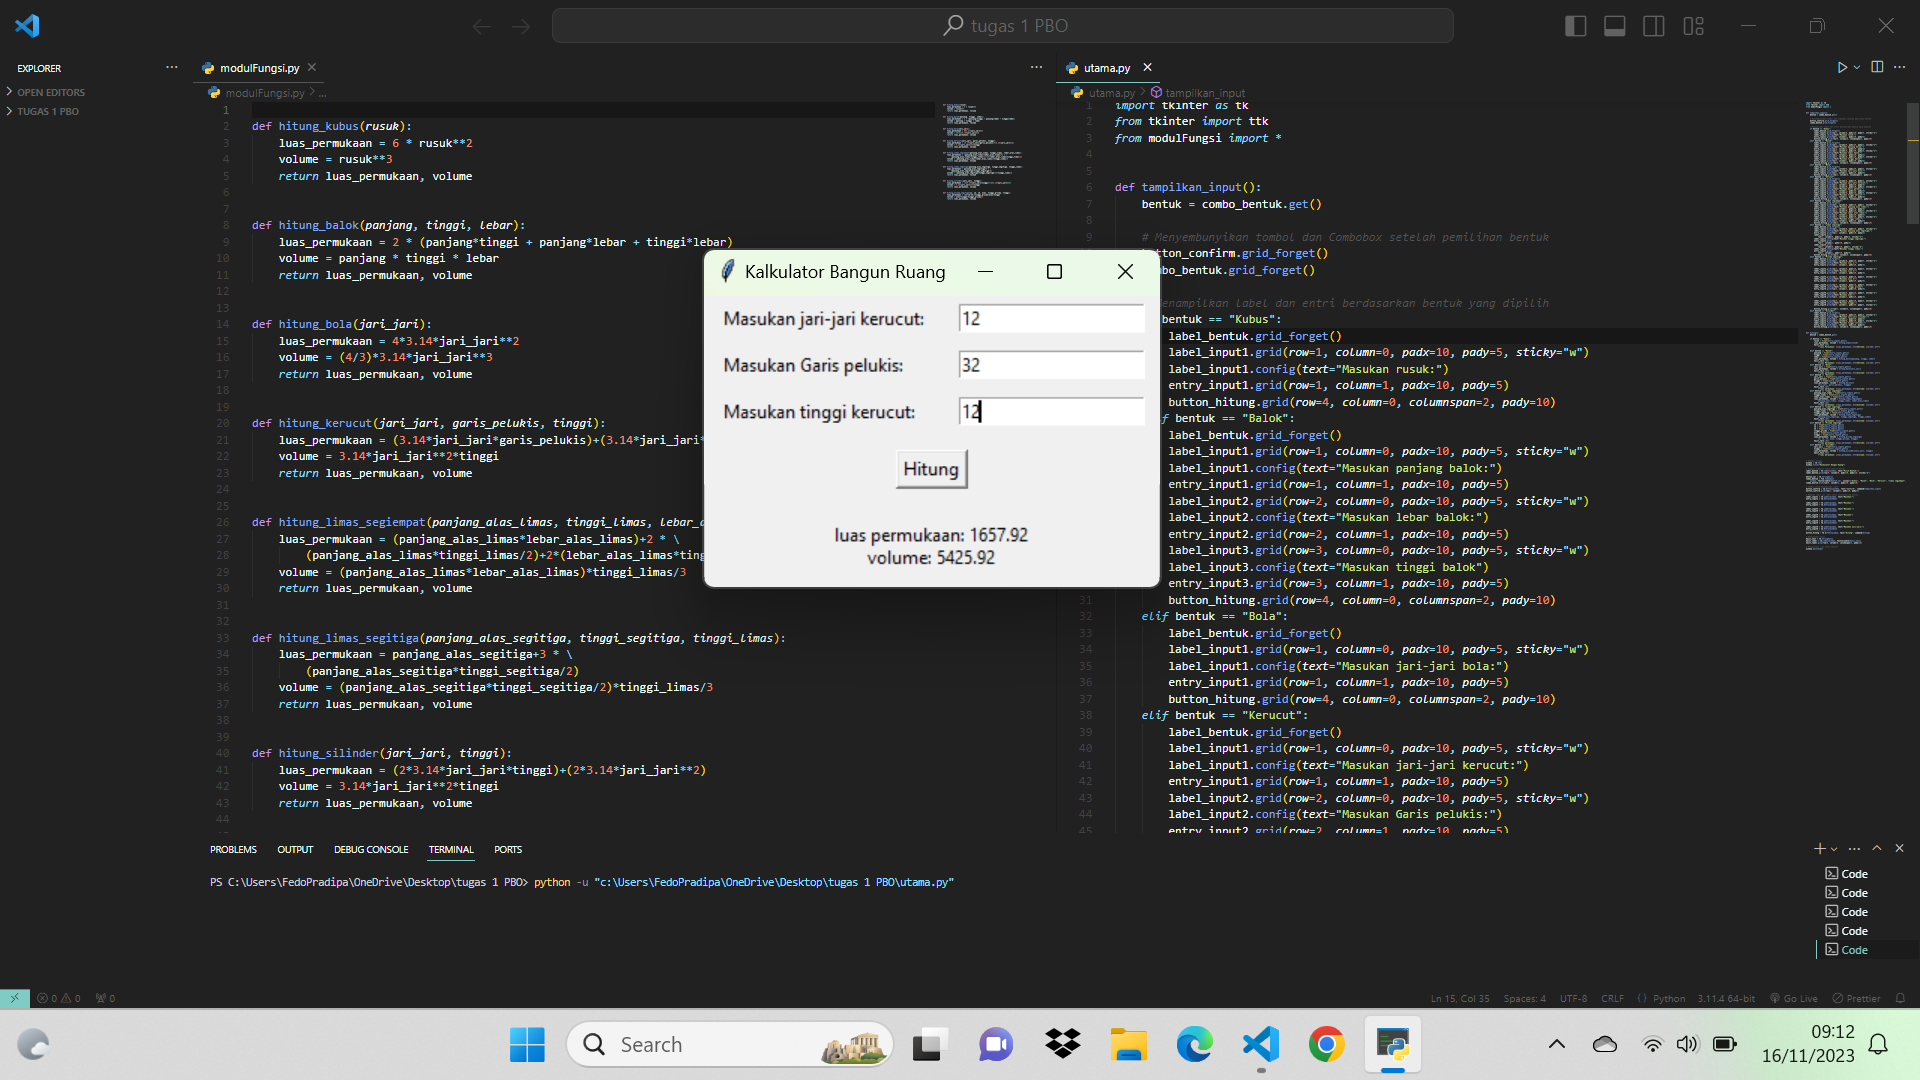 tugas 1 PBO
EXPLORER
OPEN EDITORS
TUGAS 1 PBO
modulFungsi.py
modulFungsi.py > ...
1
2 def hitung_kubus(rusuk):
3 luas_permukaan = 6 * rusuk**2
4 volume = rusuk**3
5 return luas_permukaan, volume
6
7
8 def hitung_balok(panjang, tinggi, lebar):
9 luas_permukaan = 2 * (panjang*tinggi + panjang*lebar + tinggi*lebar)
10 volume = panjang * tinggi * lebar
11 return luas_permukaan, volume
12
13
14 def hitung_bola(jari_jari):
15 luas_permukaan = 4*3.14*jari_jari**2
16 volume = (4/3)*3.14*jari_jari**3
17 return luas_permukaan, volume
18
19
20 def hitung_kerucut(jari_jari, garis_pelukis, tinggi):
21 luas_permukaan = (3.14*jari_jari*garis_pelukis)+(3.14*jari_jari*
22 volume = 3.14*jari_jari**2*tinggi
23 return luas_permukaan, volume
24
25
26 def hitung_limas_segiempat(panjang_alas_limas, tinggi_limas, lebar_a
27 luas_permukaan = (panjang_alas_limas*lebar_alas_limas)+2 * \
28 (panjang_alas_limas*tinggi_limas/2)+2*(lebar_alas_limas*ting
29 volume = (panjang_alas_limas*lebar_alas_limas)*tinggi_limas/3
30 return luas_permukaan, volume
31
32
33 def hitung_limas_segitiga(panjang_alas_segitiga, tinggi_segitiga, tinggi_limas):
34 luas_permukaan = panjang_alas_segitiga+3 * \
35 (panjang_alas_segitiga*tinggi_segitiga/2)
36 volume = (panjang_alas_segitiga*tinggi_segitiga/2)*tinggi_limas/3
37 return luas_permukaan, volume
38
39
40 def hitung_silinder(jari_jari, tinggi):
41 luas_permukaan = (2*3.14*jari_jari*tinggi)+(2*3.14*jari_jari**2)
42 volume = 3.14*jari_jari**2*tinggi
43 return luas_permukaan, volume
44
utama.py
utama.py > tampilkan_input
1 import tkinter as tk
2 from tkinter import ttk
3 from modulFungsi import *
4
5
6 def tampilkan_input():
7 bentuk = combo_bentuk.get()
8
9 # Menyembunyikan tombol dan Combobox setelah pemilihan bentuk
tton_confirm.grid_forget()
mbo_bentuk.grid_forget()
enampilkan label dan entri berdasarkan bentuk yang dipilih
bentuk == "Kubus":
label_bentuk.grid_forget()
label_input1.grid(row=1, column=0, padx=10, pady=5, sticky="w")
label_input1.config(text="Masukan rusuk:")
entry_input1.grid(row=1, column=1, padx=10, pady=5)
button_hitung.grid(row=4, column=0, columnspan=2, pady=10)
f bentuk == "Balok":
label_bentuk.grid_forget()
label_input1.grid(row=1, column=0, padx=10, pady=5, sticky="w")
label_input1.config(text="Masukan panjang balok:")
entry_input1.grid(row=1, column=1, padx=10, pady=5)
label_input2.grid(row=2, column=0, padx=10, pady=5, sticky="w")
label_input2.config(text="Masukan lebar balok:")
entry_input2.grid(row=2, column=1, padx=10, pady=5)
label_input3.grid(row=3, column=0, padx=10, pady=5, sticky="w")
label_input3.config(text="Masukan tinggi balok")
entry_input3.grid(row=3, column=1, padx=10, pady=5)
31 button_hitung.grid(row=4, column=0, columnspan=2, pady=10)
32 elif bentuk == "Bola":
33 label_bentuk.grid_forget()
34 label_input1.grid(row=1, column=0, padx=10, pady=5, sticky="w")
35 label_input1.config(text="Masukan jari-jari bola:")
36 entry_input1.grid(row=1, column=1, padx=10, pady=5)
37 button_hitung.grid(row=4, column=0, columnspan=2, pady=10)
38 elif bentuk == "Kerucut":
39 label_bentuk.grid_forget()
40 label_input1.grid(row=1, column=0, padx=10, pady=5, sticky="w")
41 label_input1.config(text="Masukan jari-jari kerucut:")
42 entry_input1.grid(row=1, column=1, padx=10, pady=5)
43 label_input2.grid(row=2, column=0, padx=10, pady=5, sticky="w")
44 label_input2.config(text="Masukan Garis pelukis:")
45 entry_input2.grid(row=2, column=1, padx=10, pady=5)
Kalkulator Bangun Ruang
Masukan jari-jari kerucut: 12
Masukan Garis pelukis: 32
Masukan tinggi kerucut: 12
Hitung
luas permukaan: 1657.92
volume: 5425.92
PROBLEMS OUTPUT DEBUG CONSOLE TERMINAL PORTS
PS C:\Users\FedoPradipa\OneDrive\Desktop\tugas 1 PBO> python -u "c:\Users\FedoPradipa\OneDrive\Desktop\tugas 1 PBO\utama.py"
Code
Code
Code
Code
Code
0 0 0
Ln 15, Col 35 Spaces: 4 UTF-8 CRLF {} Python 3.11.4 64-bit Go Live Prettier
Search
09:12
16/11/2023